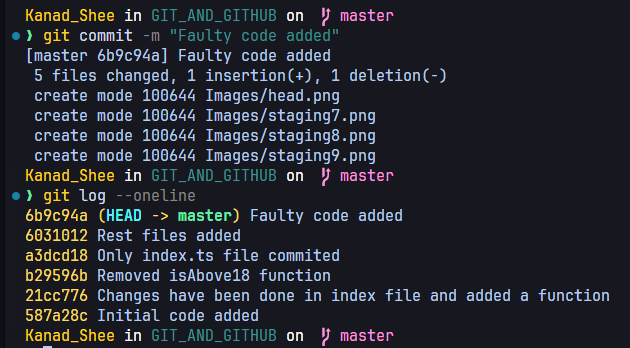 Kanad_Shee in GIT_AND_GITHUB on master
❯ git commit -m "Faulty code added"
[master 6b9c94a] Faulty code added
5 files changed, 1 insertion(+), 1 deletion(-)
create mode 100644 Images/head.png
create mode 100644 Images/staging7.png
create mode 100644 Images/staging8.png
create mode 100644 Images/staging9.png
Kanad_Shee in GIT_AND_GITHUB on master
❯ git log --oneline
6b9c94a (HEAD -> master) Faulty code added
6031012 Rest files added
a3dcd18 Only index.ts file commited
b29596b Removed isAbove18 function
21cc776 Changes have been done in index file and added a function
587a28c Initial code added
Kanad_Shee in GIT_AND_GITHUB on master